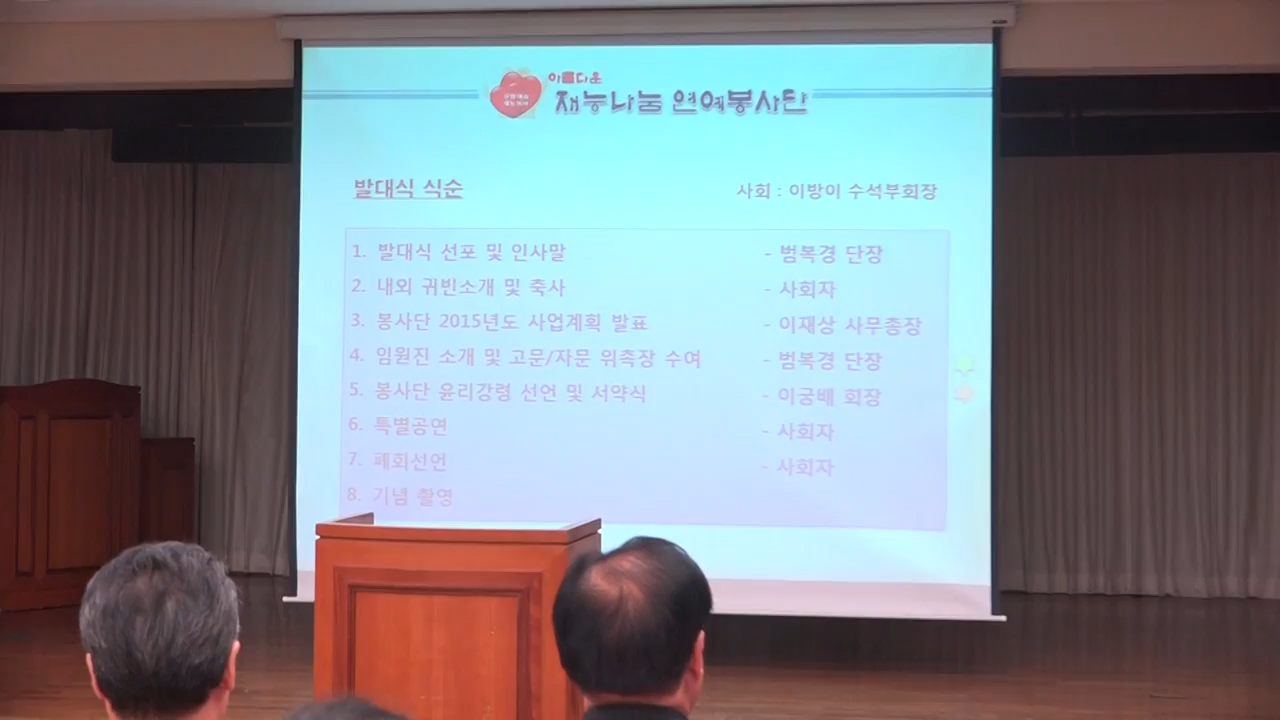 아름다운
재능나눔 연예봉사단
발대식 식순
사회 : 이방이 수석부회장
1. 발대식 선포 및 인사말 - 범복경 단장
2. 내외 귀빈소개 및 축사 - 사회자
3. 봉사단 2015년도 사업계획 발표 - 이재상 사무총장
4. 임원진 소개 및 고문/자문 위촉장 수여 - 범복경 단장
5. 봉사단 윤리강령 선언 및 서약식 - 이궁배 회장
6. 특별공연 - 사회자
7. 폐회선언 - 사회자
8. 기념 촬영